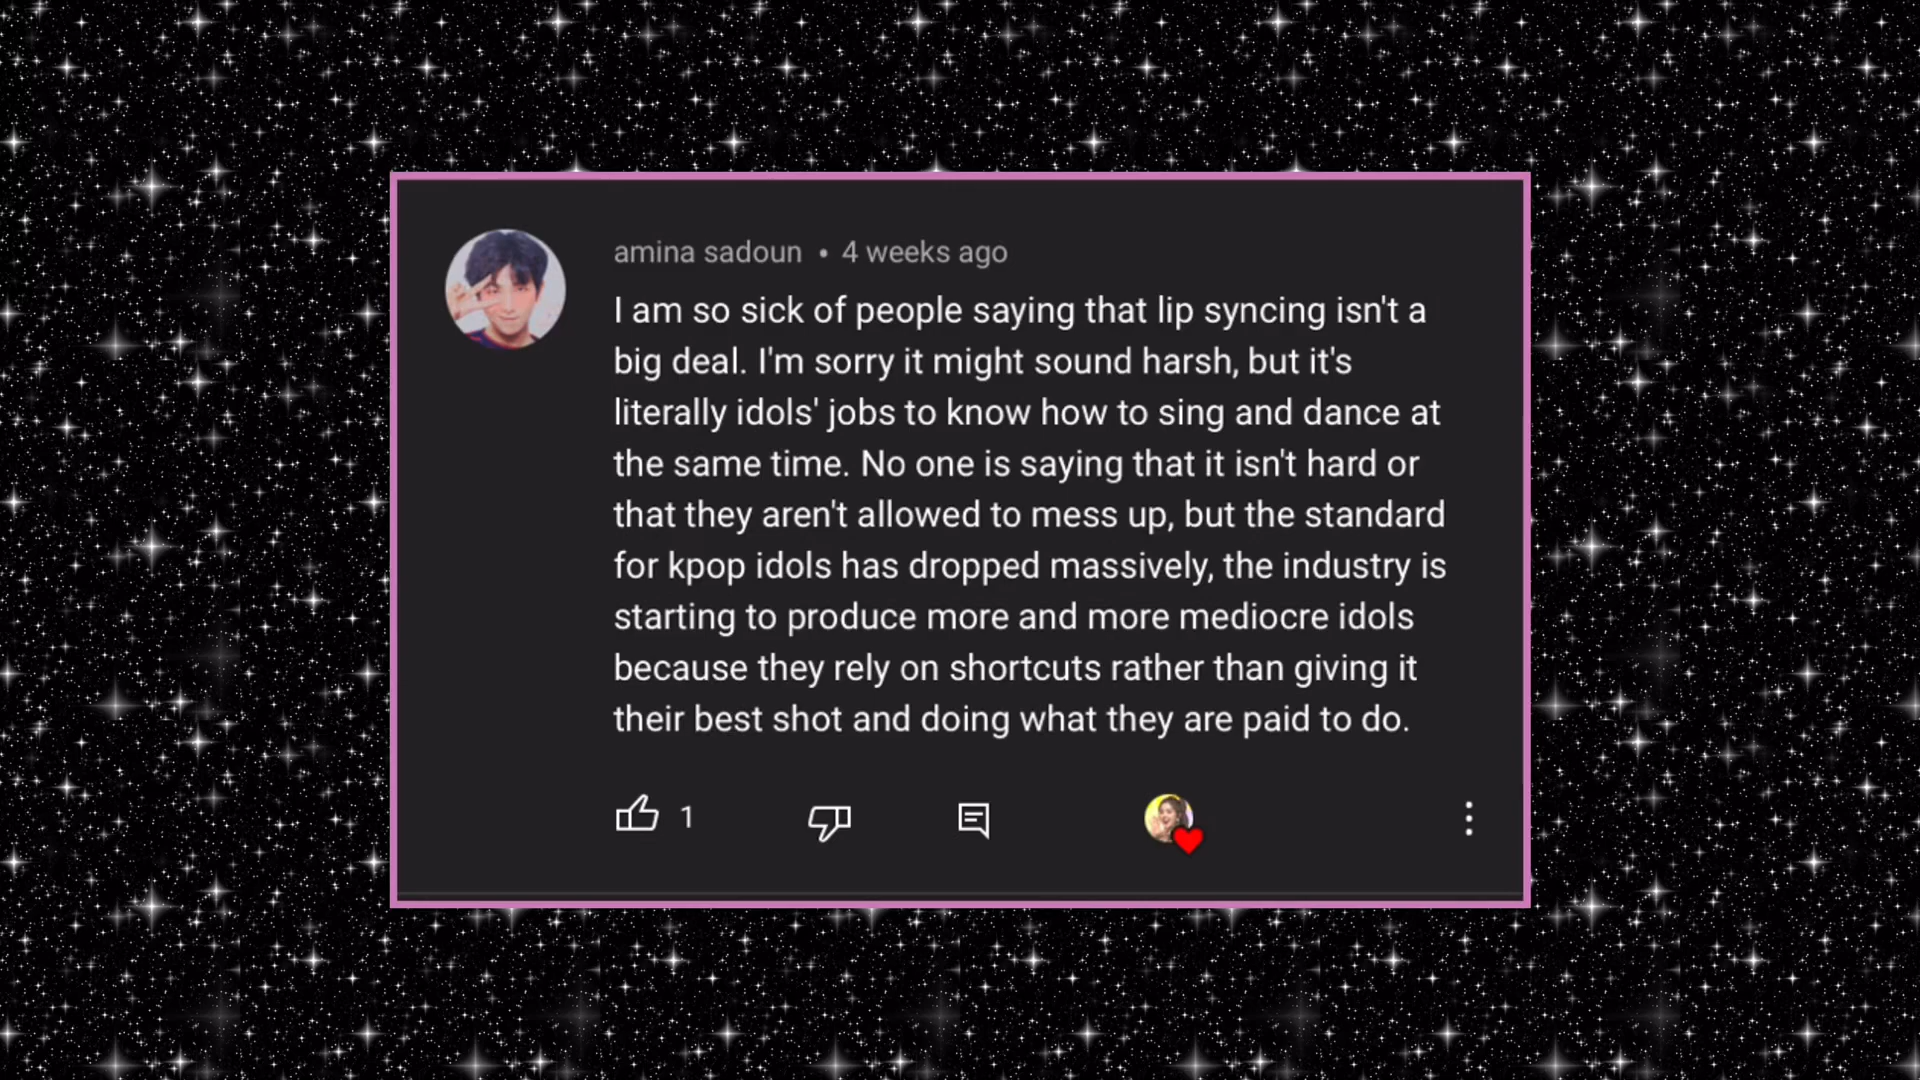 amina sadoun • 4 weeks ago
I am so sick of people saying that lip syncing isn't a
big deal. I'm sorry it might sound harsh, but it's
literally idols' jobs to know how to sing and dance at
the same time. No one is saying that it isn't hard or
that they aren't allowed to mess up, but the standard
for kpop idols has dropped massively, the industry is
starting to produce more and more mediocre idols
because they rely on shortcuts rather than giving it
their best shot and doing what they are paid to do.
1